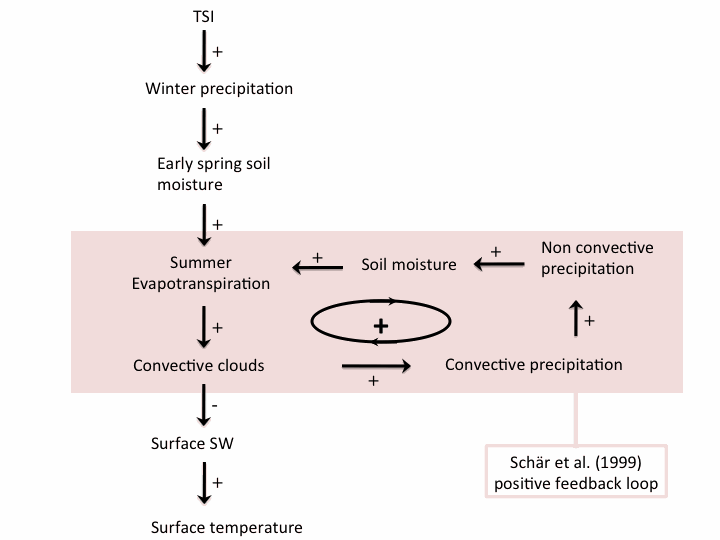 TSI
+
Winter precipitation
+
Early spring soil
moisture
+
Summer
Evapotranspiration
+
Soil moisture
+
Non convective
precipitation
+
+
+
Convective clouds
+
Convective precipitation
-
Surface SW
+
Surface temperature
Schär et al. (1999)
positive feedback loop